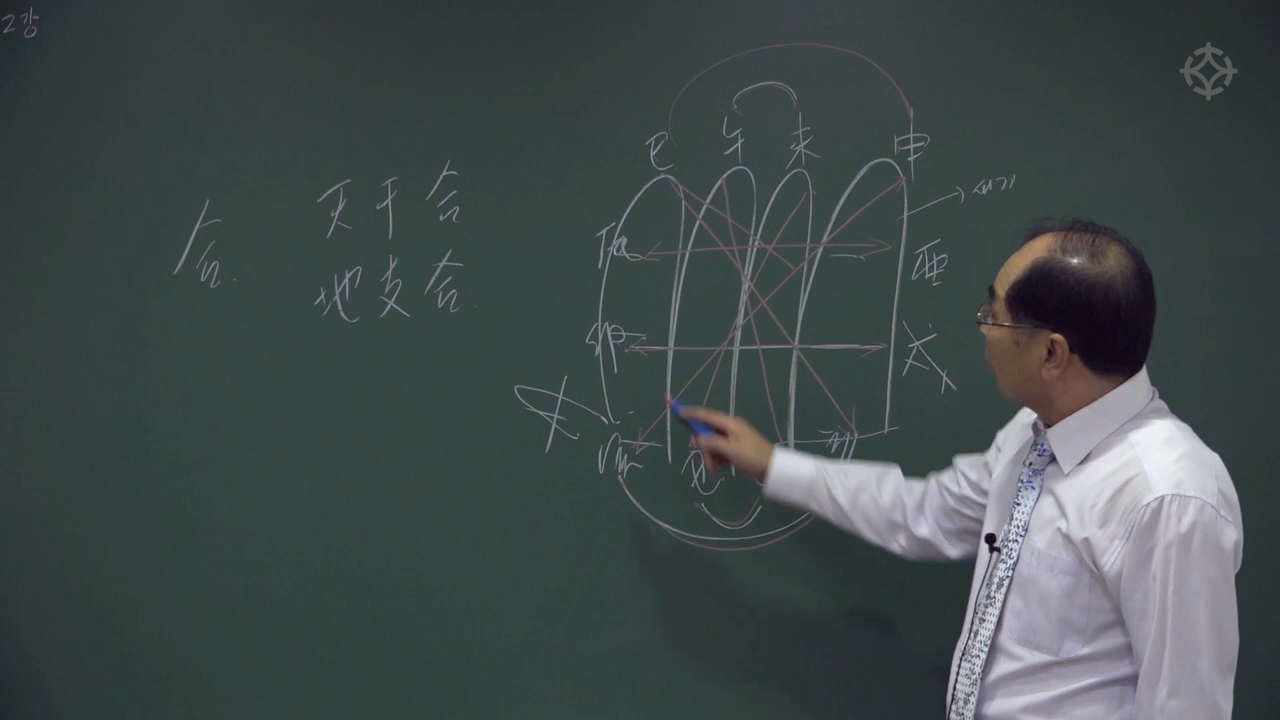 2강
天干合
合.
地支合.
巳 午 未 申
辰 酉
卯 戌
寅 丑